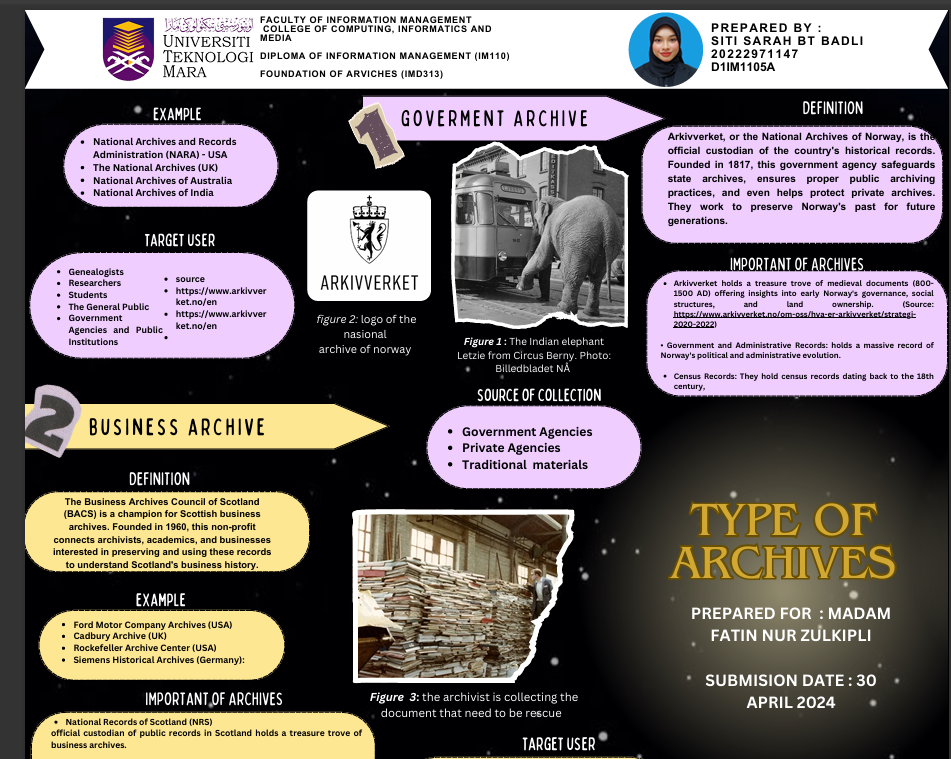 UNIVERSITI
TEKNOLOGI
MARA
FACULTY OF INFORMATION MANAGEMENT
COLLEGE OF COMPUTING, INFORMATICS AND
MEDIA
DIPLOMA OF INFORMATION MANAGEMENT (IM110)
FOUNDATION OF ARVICHES (IMD313)
PREPARED BY :
SITI SARAH BT BADLI
20222971147
D1IM1105A
EXAMPLE
• National Archives and Records
Administration (NARA) - USA
• The National Archives (UK)
• National Archives of Australia
• National Archives of India
TARGET USER
• Genealogists
• Researchers
• Students
• The General Public
• Government
Agencies and Public
Institutions
• source
• https://www.arkivver
ket.no/en
• https://www.arkivver
ket.no/en
•
1
GOVERMENT ARCHIVE
ARKIVVERKET
figure 2: logo of the
nasional
archive of norway
Figure 1 : The Indian elephant
Letzie from Circus Berny. Photo:
Billedbladet NÅ
DEFINITION
Arkivverket, or the National Archives of Norway, is the
official custodian of the country's historical records.
Founded in 1817, this government agency safeguards
state archives, ensures proper public archiving
practices, and even helps protect private archives.
They work to preserve Norway's past for future
generations.
IMPORTANT OF ARCHIVES
• Arkivverket holds a treasure trove of medieval documents (800-
1500 AD) offering insights into early Norway's governance, social
structures, and land ownership. (Source:
https://www.arkivverket.no/om-oss/hva-er-arkivverket/strategi-
2020-2022)
• Government and Administrative Records: holds a massive record of
Norway's political and administrative evolution.
• Census Records: They hold census records dating back to the 18th
century,
SOURCE OF COLLECTION
• Government Agencies
• Private Agencies
• Traditional materials
2
BUSINESS ARCHIVE
DEFINITION
The Business Archives Council of Scotland
(BACS) is a champion for Scottish business
archives. Founded in 1960, this non-profit
connects archivists, academics, and businesses
interested in preserving and using these records
to understand Scotland's business history.
EXAMPLE
• Ford Motor Company Archives (USA)
• Cadbury Archive (UK)
• Rockefeller Archive Center (USA)
• Siemens Historical Archives (Germany):
IMPORTANT OF ARCHIVES
• National Records of Scotland (NRS)
official custodian of public records in Scotland holds a treasure trove of
business archives.
Figure 3: the archivist is collecting the
document that need to be rescue
TARGET USER
TYPE OF
ARCHIVES
PREPARED FOR : MADAM
FATIN NUR ZULKIPLI
SUBMISION DATE : 30
APRIL 2024